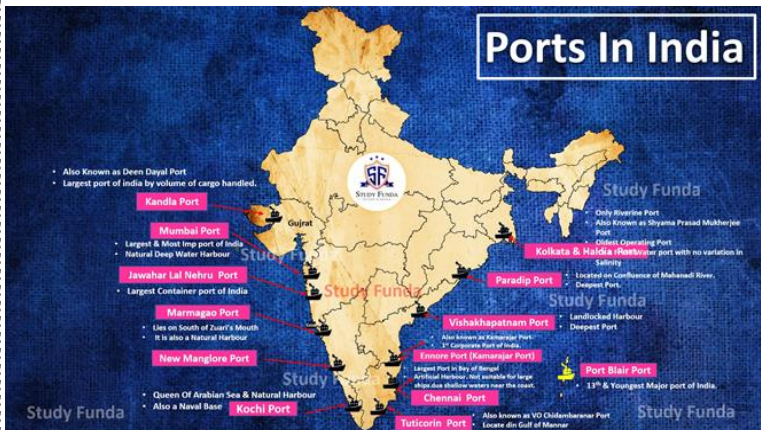 Ports In India
Also Known as Deen Dayal Port
Largest port of india by volume of cargo handled.
Kandla Port
Gujrat
Mumbai Port
Largest & Most Imp port of India
Natural Deep Water Harbour
Jawahar Lal Nehru Port
Largest Container port of India
Marmagao Port
Lies on South of Zuari's Mouth
It is also a Natural Harbour
New Manglore Port
Queen Of Arabian Sea & Natural Harbour
Also a Naval Base
Kochi Port
SF
STUDY FUNDA
Study Funda
Only Riverine Port
Also Known as Shyama Prasad Mukherjee
Port
Oldest Operating Port
water port with no variation in
Salinity
Kolkata & Haldia Port
Study Funda
Paradip Port
Located on Confluence of Mahanadi River.
Deepest Port.
Study Funda
Study Funda
Vishakhapatnam Port
Landlocked Harbour
Deepest Port
Also known as Kamarajar Port
1st Corporate Port of India.
Ennore Port (Kamarajar Port)
Largest Port in Bay of Bengel
Artificial Harbour. Not suitable for large
ships due shallow waters near the coast.
Chennai Port
Study Funda
Port Blair Port
13th & Youngest Major port of India.
Also known as VO Chidambaranar Port
Locate din Gulf of Mannar
Tuticorin Port
Study Funda
Study Funda